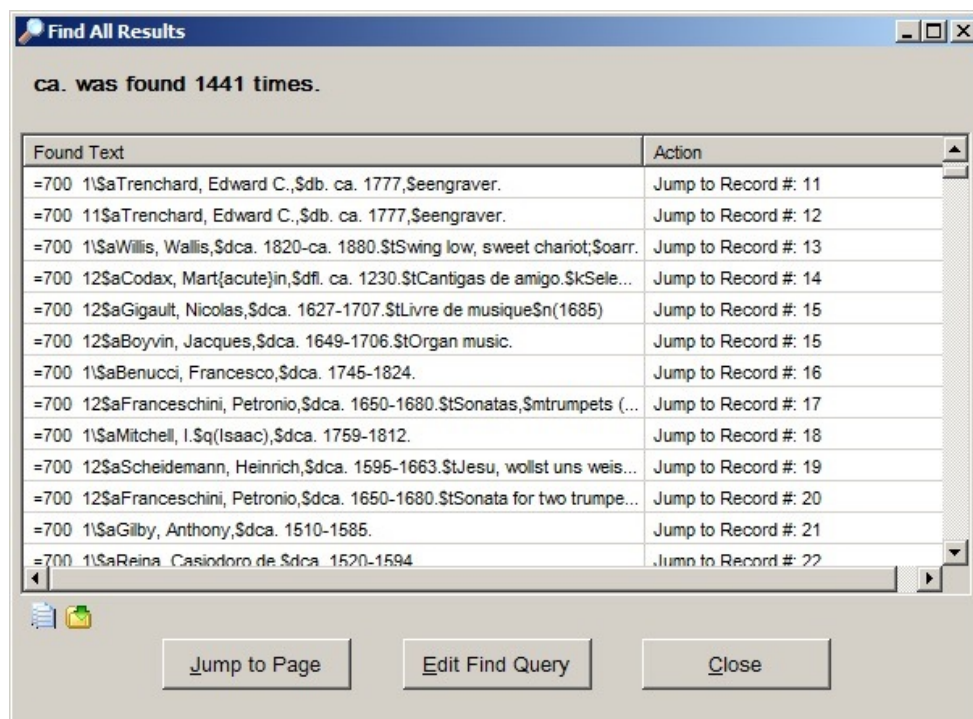 Find All Results
ca. was found 1441 times.
Found Text Action
=700  1\$aTrenchard, Edward C.,$db. ca. 1777,$eengraver. Jump to Record #: 11
=700  11$aTrenchard, Edward C.,$db. ca. 1777,$eengraver. Jump to Record #: 12
=700  1\$aWillis, Wallis,$dca. 1820-ca. 1880.$tSwing low, sweet chariot;$oarr. Jump to Record #: 13
=700  12$aCodax, Mart{acute}in,$dfl. ca. 1230.$tCantigas de amigo.$kSele... Jump to Record #: 14
=700  12$aGigault, Nicolas,$dca. 1627-1707.$tLivre de musique$n(1685) Jump to Record #: 15
=700  12$aBoyvin, Jacques,$dca. 1649-1706.$tOrgan music. Jump to Record #: 15
=700  1\$aBenucci, Francesco,$dca. 1745-1824. Jump to Record #: 16
=700  12$aFranceschini, Petronio,$dca. 1650-1680.$tSonatas,$mtrumpets (... Jump to Record #: 17
=700  1\$aMitchell, I.$q(Isaac),$dca. 1759-1812. Jump to Record #: 18
=700  12$aScheidemann, Heinrich,$dca. 1595-1663.$tJesu, wollst uns weis... Jump to Record #: 19
=700  12$aFranceschini, Petronio,$dca. 1650-1680.$tSonata for two trumpe... Jump to Record #: 20
=700  1\$aGilby, Anthony,$dca. 1510-1585. Jump to Record #: 21
=700  1\$aReina, Casiodoro de,$dca. 1520-1594. Jump to Record #: 22
Jump to Page Edit Find Query Close